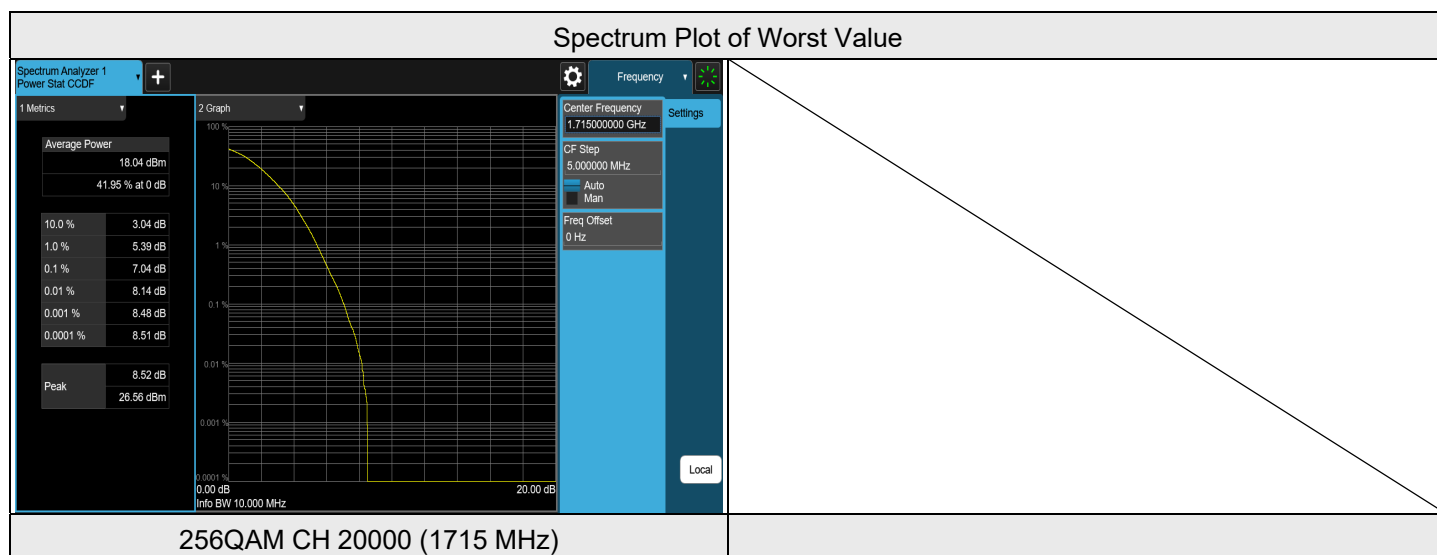 Spectrum Plot of Worst Value
Spectrum Analyzer 1
Power Stat CCDF
+
Frequency
1 Metrics
2 Graph
Average Power
18.04 dBm
41.95 % at 0 dB
10.0 % 3.04 dB
1.0 % 5.39 dB
0.1 % 7.04 dB
0.01 % 8.14 dB
0.001 % 8.48 dB
0.0001 % 8.51 dB
Peak 8.52 dB
26.56 dBm
100 %
10 %
1 %
0.1 %
0.01 %
0.001 %
0.0001 %
0.00 dB 20.00 dB
Info BW 10.000 MHz
Center Frequency
1.715000000 GHz
Settings
CF Step
5.000000 MHz
Auto
Man
Freq Offset
0 Hz
Local
256QAM CH 20000 (1715 MHz)